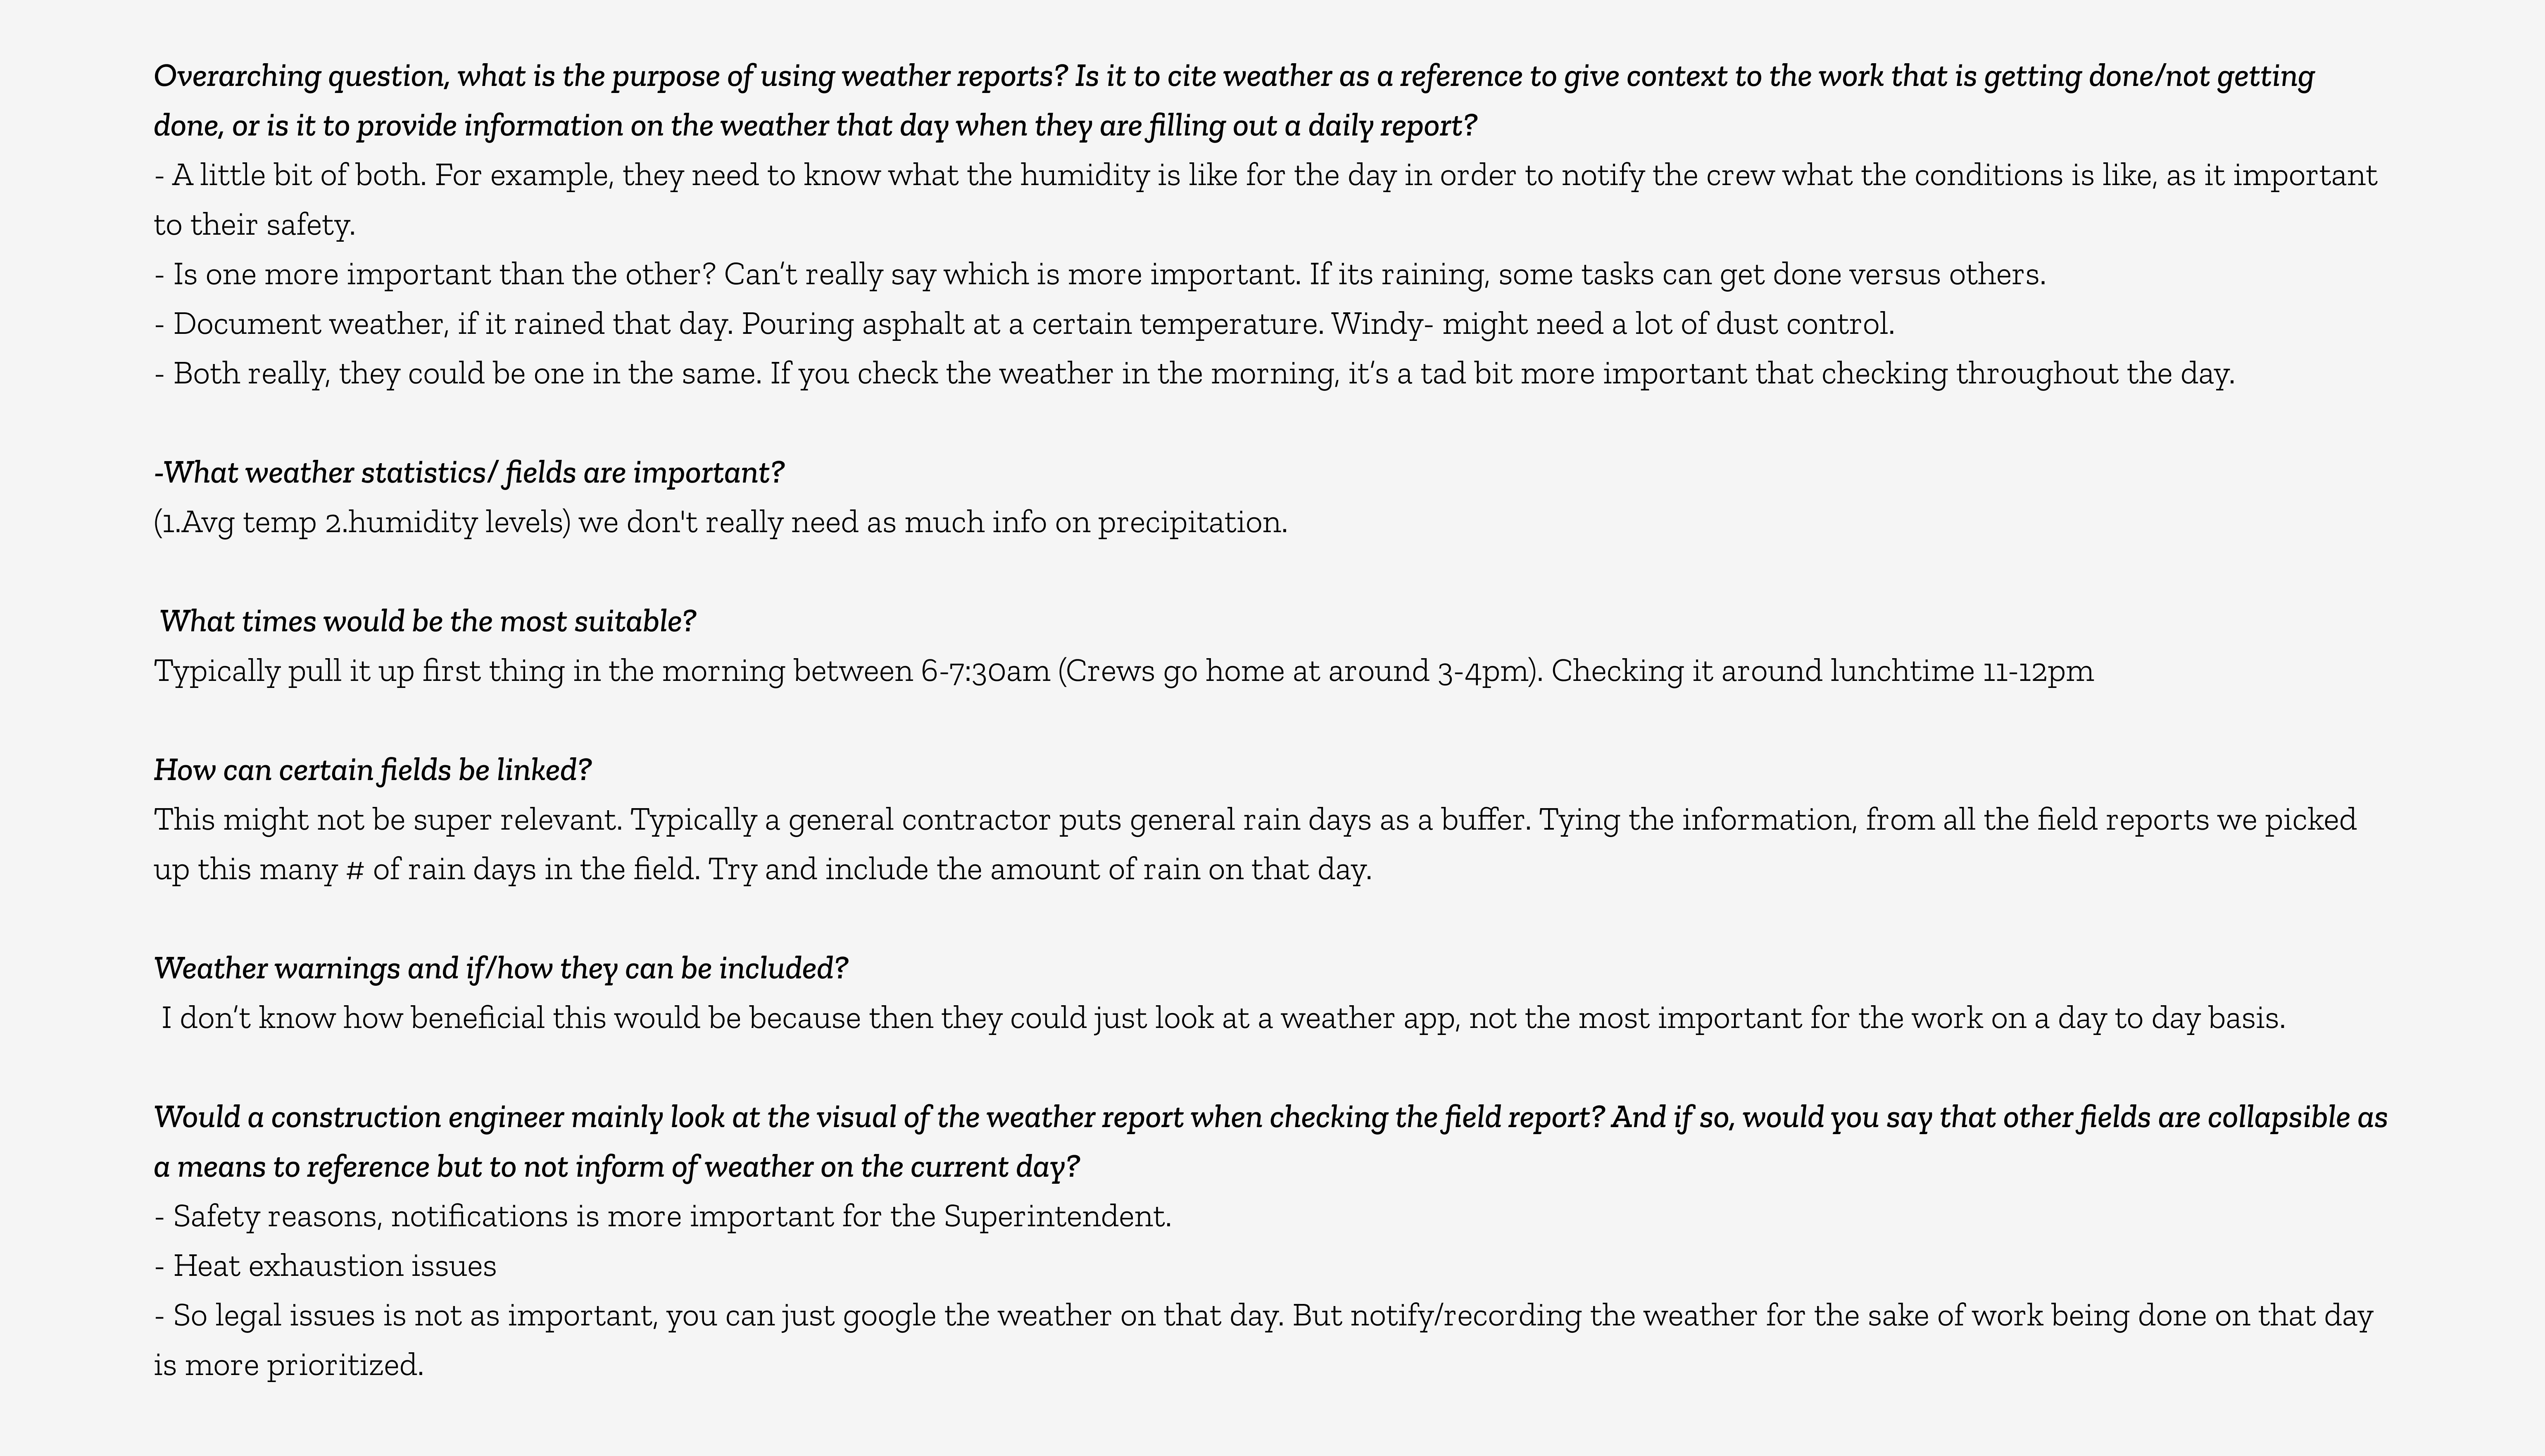 Overarching question, what is the purpose of using weather reports? Is it to cite weather as a reference to give context to the work that is getting done/not getting
done, or is it to provide information on the weather that day when they are filling out a daily report?
- A little bit of both. For example, they need to know what the humidity is like for the day in order to notify the crew what the conditions is like, as it important
to their safety.
- Is one more important than the other? Can’t really say which is more important. If its raining, some tasks can get done versus others.
- Document weather, if it rained that day. Pouring asphalt at a certain temperature. Windy- might need a lot of dust control.
- Both really, they could be one in the same. If you check the weather in the morning, it’s a tad bit more important that checking throughout the day.
-What weather statistics/ fields are important?
(1.Avg temp 2.humidity levels) we don't really need as much info on precipitation.
What times would be the most suitable?
Typically pull it up first thing in the morning between 6-7:30am (Crews go home at around 3-4pm). Checking it around lunchtime 11-12pm
How can certain fields be linked?
This might not be super relevant. Typically a general contractor puts general rain days as a buffer. Tying the information, from all the field reports we picked
up this many # of rain days in the field. Try and include the amount of rain on that day.
Weather warnings and if/how they can be included?
I don’t know how beneficial this would be because then they could just look at a weather app, not the most important for the work on a day to day basis.
Would a construction engineer mainly look at the visual of the weather report when checking the field report? And if so, would you say that other fields are collapsible as
a means to reference but to not inform of weather on the current day?
- Safety reasons, notifications is more important for the Superintendent.
- Heat exhaustion issues
- So legal issues is not as important, you can just google the weather on that day. But notify/recording the weather for the sake of work being done on that day
is more prioritized.